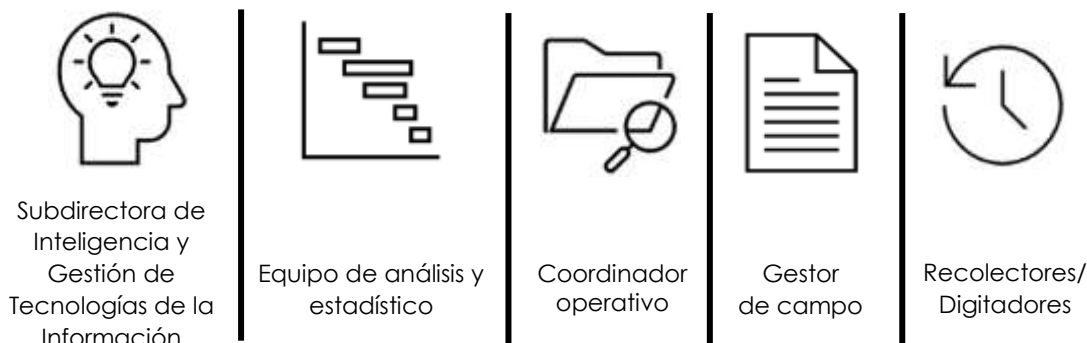 Subdirectora de
Inteligencia y
Gestión de
Tecnologías de la
Información
Equipo de análisis y
estadístico
Coordinador
operativo
Gestor
de campo
Recolectores/
Digitadores